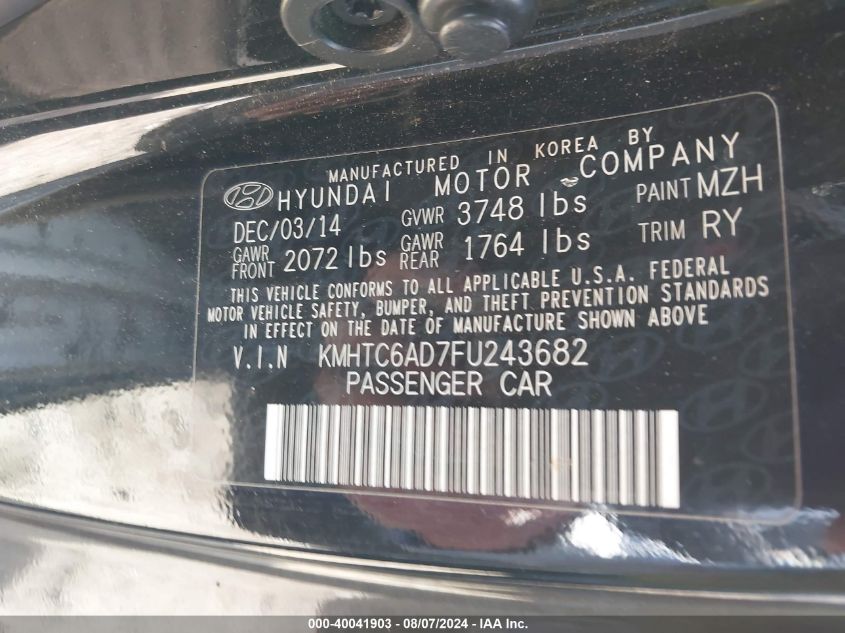 MANUFACTURED IN KOREA BY
HYUNDAI MOTOR COMPANY
DEC/03/14 GVWR 3748 lbs PAINT MZH
GAWR FRONT 2072 lbs GAWR REAR 1764 lbs TRIM RY
THIS VEHICLE CONFORMS TO ALL APPLICABLE U.S.A. FEDERAL
MOTOR VEHICLE SAFETY, BUMPER, AND THEFT PREVENTION STANDARDS
IN EFFECT ON THE DATE OF MANUFACTURE SHOWN ABOVE
V.I.N KMHTC6AD7FU243682
PASSENGER CAR
000-40041903 - 08/07/2024 - IAA Inc.